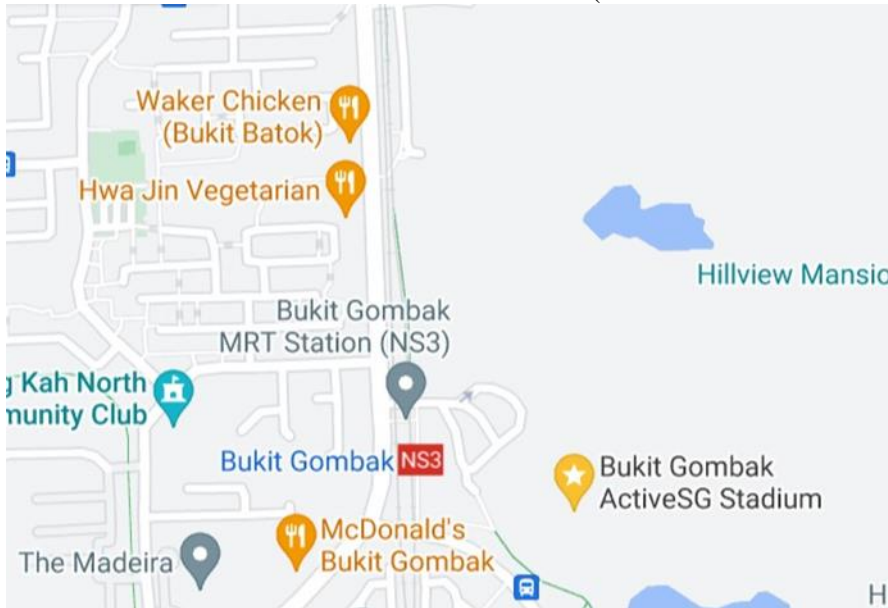 (
Waker Chicken
(Bukit Batok)
Hwa Jin Vegetarian
Hillview Mansio
Bukit Gombak
MRT Station (NS3)
g Kah North
munity Club
Bukit Gombak NS3
Bukit Gombak
ActiveSG Stadium
McDonald's
Bukit Gombak
The Madeira
H